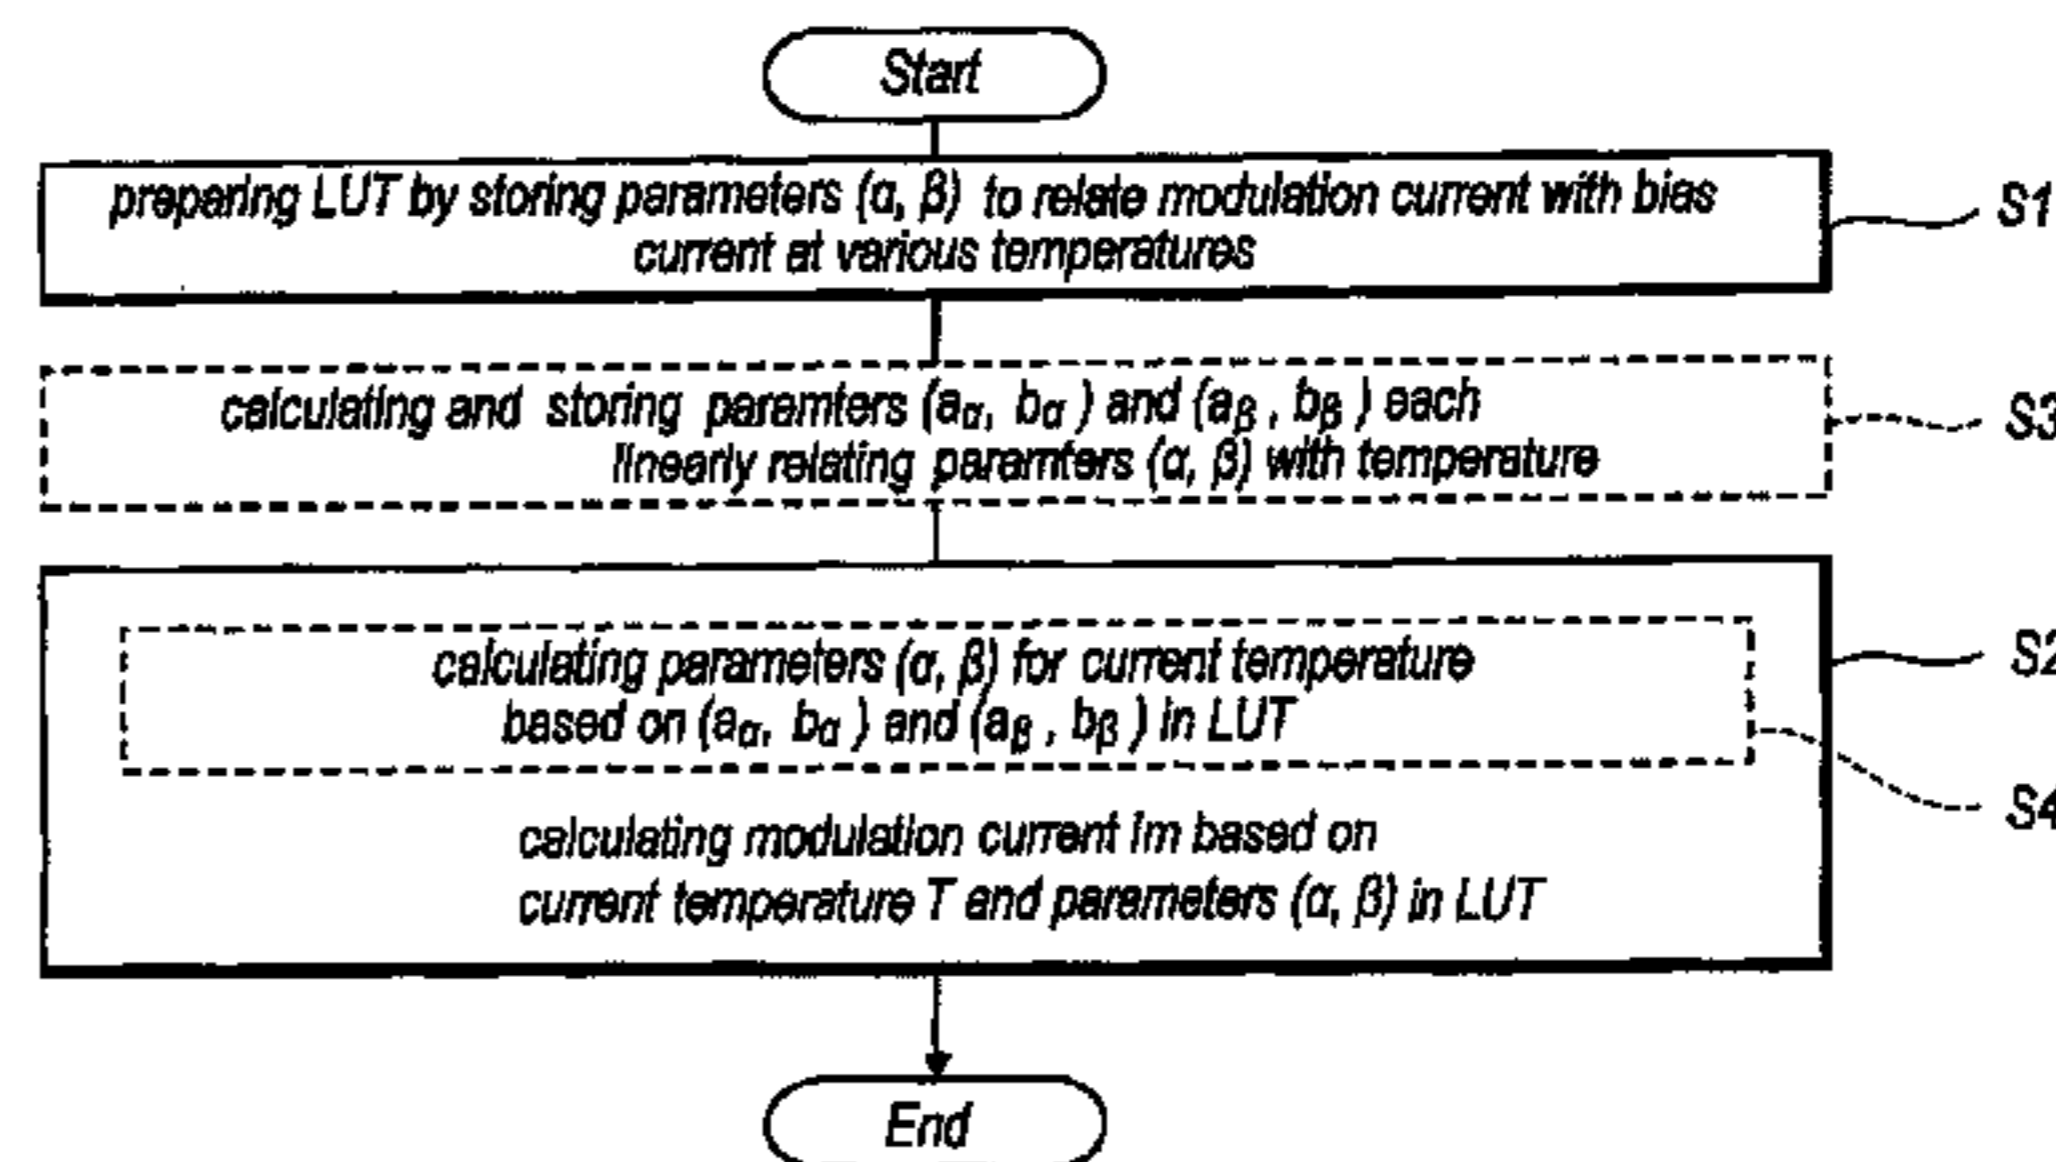 Start
preparing LUT by storing parameters (α, β) to relate modulation current with bias
current at various temperatures
S1
calculating and storing paramters (aα, bα) and (aβ, bβ) each
linearly relating paramters (α, β) with temperature
S3
calculating parameters (α, β) for current temperature
based on (aα, bα) and (aβ, bβ) in LUT
S2
S4
calculating modulation current Im based on
current temperature T and parameters (α, β) in LUT
End